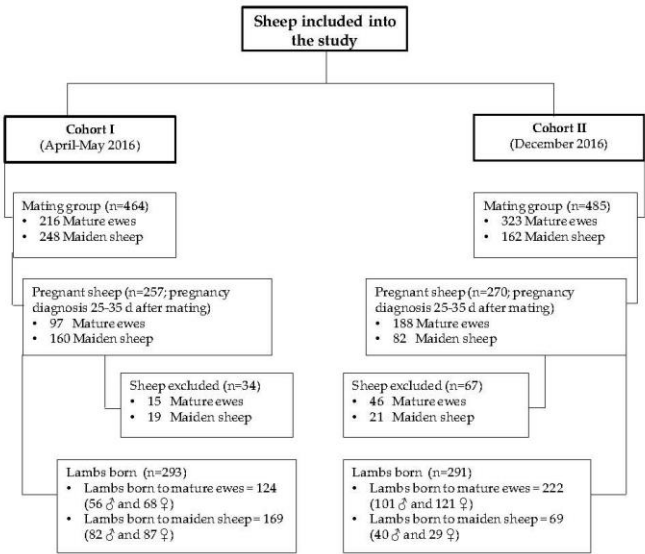 Sheep included into
the study
Cohort I
(April-May 2016)
Cohort II
(December 2016)
Mating group (n=464)
• 216 Mature ewes
• 248 Maiden sheep
Mating group (n=485)
• 323 Mature ewes
• 162 Maiden sheep
Pregnant sheep (n=257; pregnancy
diagnosis 25-35 d after mating)
• 97 Mature ewes
• 160 Maiden sheep
Pregnant sheep (n=270; pregnancy
diagnosis 25-35 d after mating)
• 188 Mature ewes
• 82 Maiden sheep
Sheep excluded (n=34)
• 15 Mature ewes
• 19 Maiden sheep
Sheep excluded (n=67)
• 46 Mature ewes
• 21 Maiden sheep
Lambs born (n=293)
• Lambs born to mature ewes = 124
(56 ♂ and 68 ♀)
• Lambs born to maiden sheep = 169
(82 ♂ and 87 ♀)
Lambs born (n=291)
• Lambs born to mature ewes = 222
(101 ♂ and 121 ♀)
• Lambs born to maiden sheep = 69
(40 ♂ and 29 ♀)